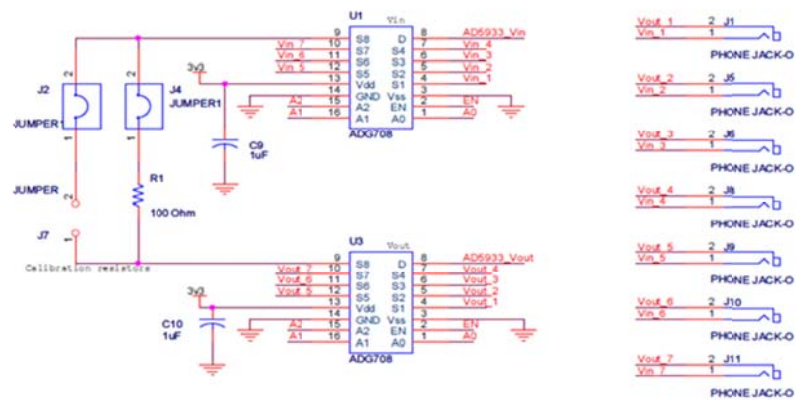 U1
Vin
9 S8 D 8 AD5933_Vin
Vin_7 10 S7 S4 7 Vin_4
Vin_6 11 S6 S3 6 Vin_3
Vin_5 12 S5 S2 5 Vin_2
13 Vdd S1 4 Vin_1
14 GND Vss 3
A2 15 A2 EN 2 EN
A1 16 A1 A0 1 A0
ADG708
3v3
C9
1uF
2
J2
JUMPER1
1
2
J4
JUMPER1
1
JUMPER
2
J7
1
R1
100 Ohm
Calibration resistors
U3
Vout
9 S8 D 8 AD5933_Vout
Vout_7 10 S7 S4 7 Vout_4
Vout_6 11 S6 S3 6 Vout_3
Vout_5 12 S5 S2 5 Vout_2
13 Vdd S1 4 Vout_1
14 GND Vss 3
A2 15 A2 EN 2 EN
A1 16 A1 A0 1 A0
ADG708
3v3
C10
1uF
Vout_1 2 J1
Vin_1 1
PHONE JACK-O
Vout_2 2 J5
Vin_2 1
PHONE JACK-O
Vout_3 2 J6
Vin_3 1
PHONE JACK-O
Vout_4 2 J8
Vin_4 1
PHONE JACK-O
Vout_5 2 J9
Vin_5 1
PHONE JACK-O
Vout_6 2 J10
Vin_6 1
PHONE JACK-O
Vout_7 2 J11
Vin_7 1
PHONE JACK-O